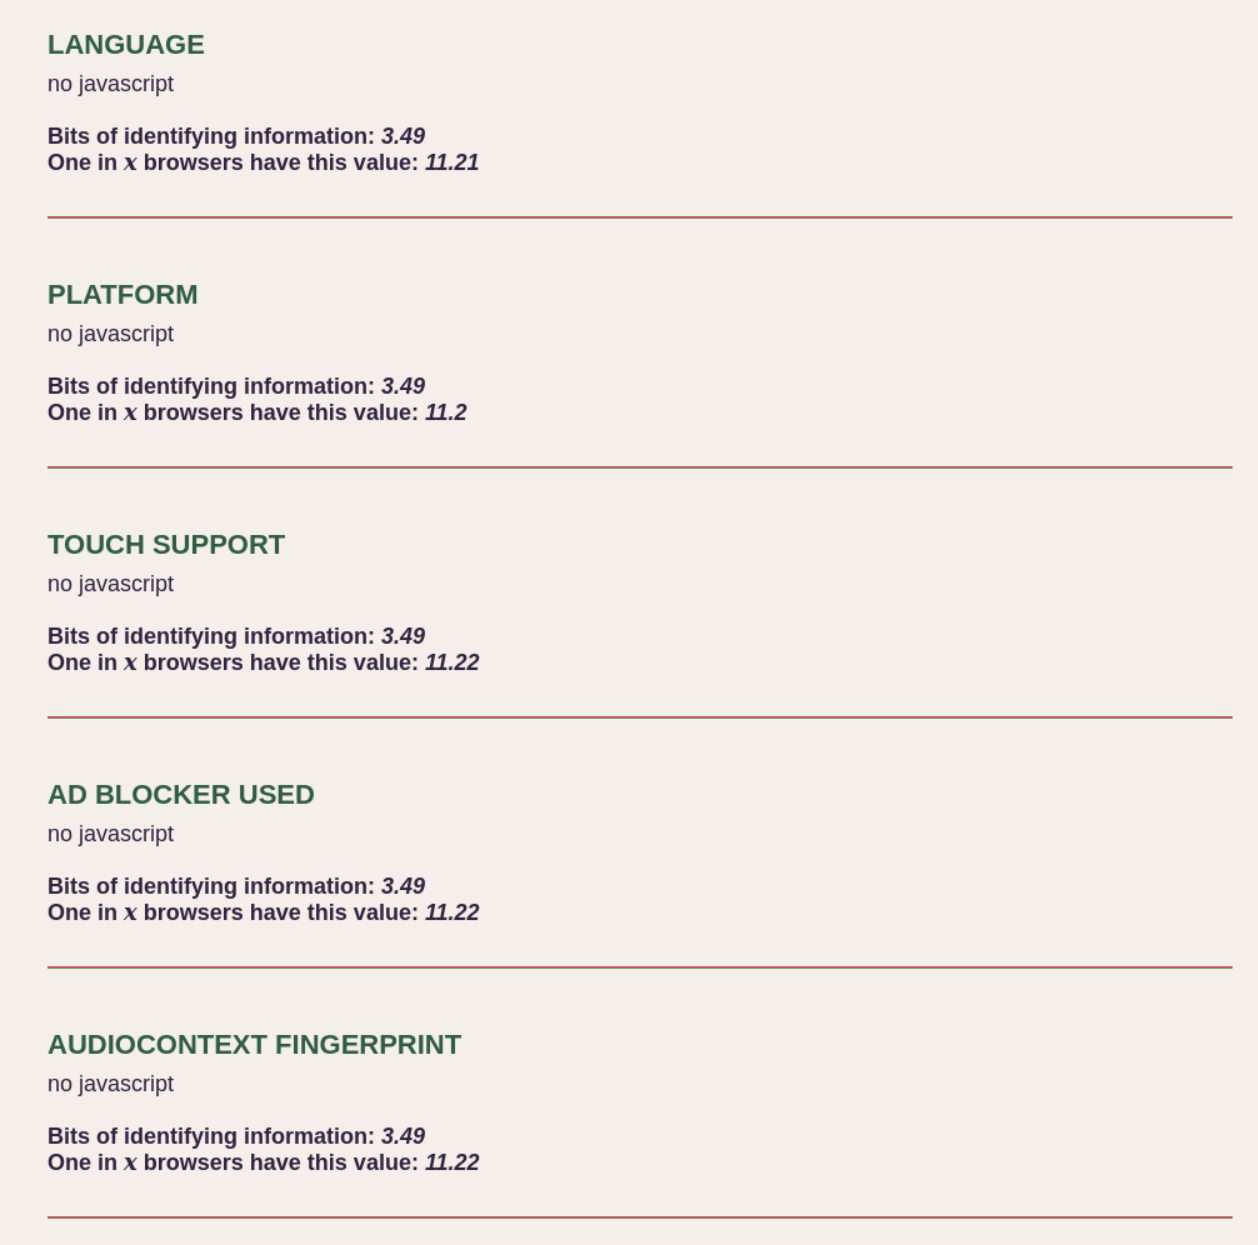 LANGUAGE
no javascript
Bits of identifying information: 3.49
One in x browsers have this value: 11.21
PLATFORM
no javascript
Bits of identifying information: 3.49
One in x browsers have this value: 11.2
TOUCH SUPPORT
no javascript
Bits of identifying information: 3.49
One in x browsers have this value: 11.22
AD BLOCKER USED
no javascript
Bits of identifying information: 3.49
One in x browsers have this value: 11.22
AUDIOCONTEXT FINGERPRINT
no javascript
Bits of identifying information: 3.49
One in x browsers have this value: 11.22